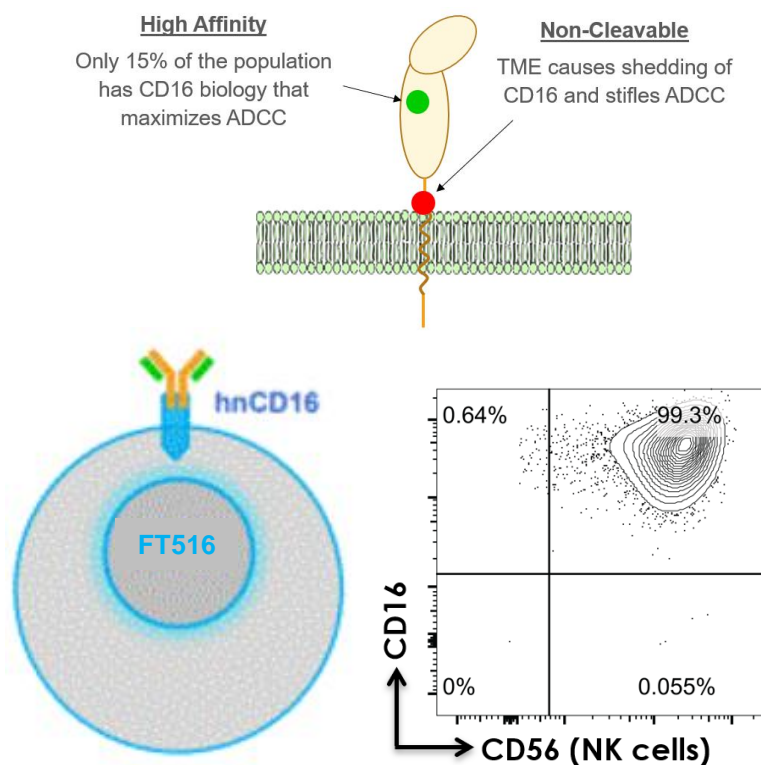 High Affinity
Only 15% of the population
has CD16 biology that
maximizes ADCC
Non-Cleavable
TME causes shedding of
CD16 and stifles ADCC
hnCD16
FT516
0.64%
99.3%
0%
0.055%
CD16
CD56 (NK cells)